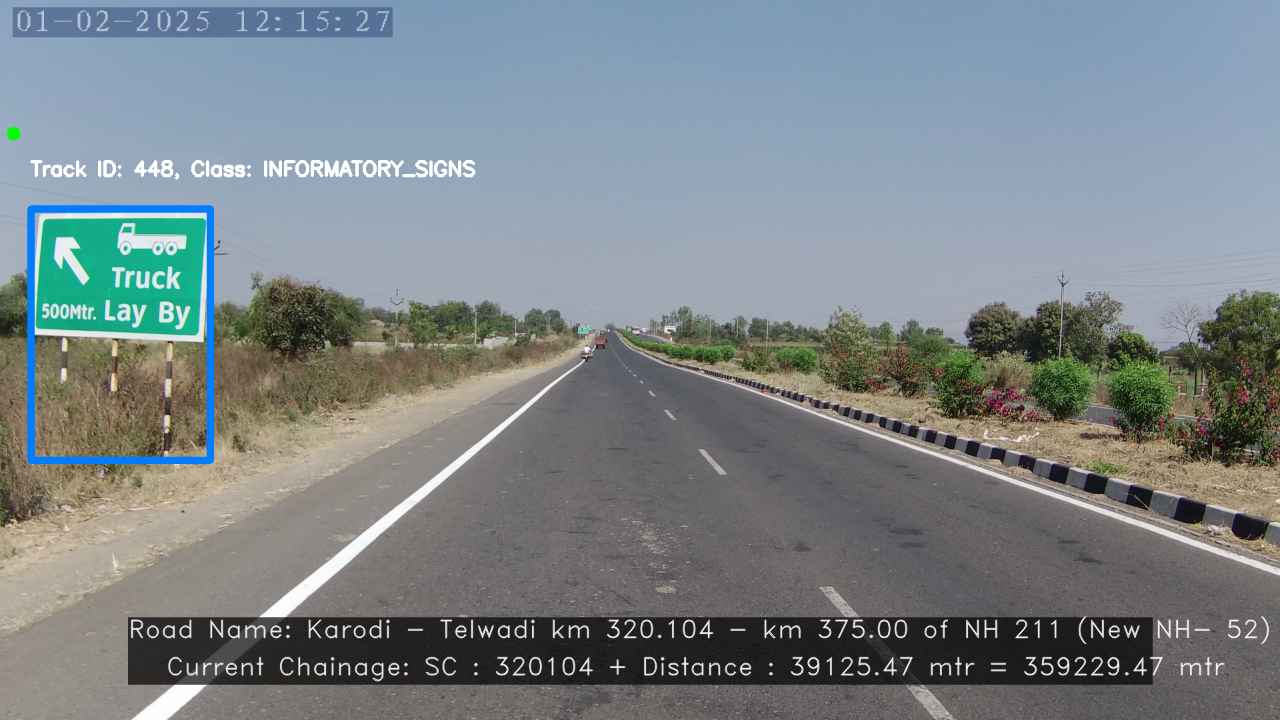 01-02-2025 12:15:27
Track ID: 448, Class: INFORMATORY_SIGNS
Truck
500Mtr. Lay By
Road Name: Karodi - Telwadi km 320.104 - km 375.00 of NH 211 (New NH- 52)
Current Chainage: SC : 320104 + Distance : 39125.47 mtr = 359229.47 mtr